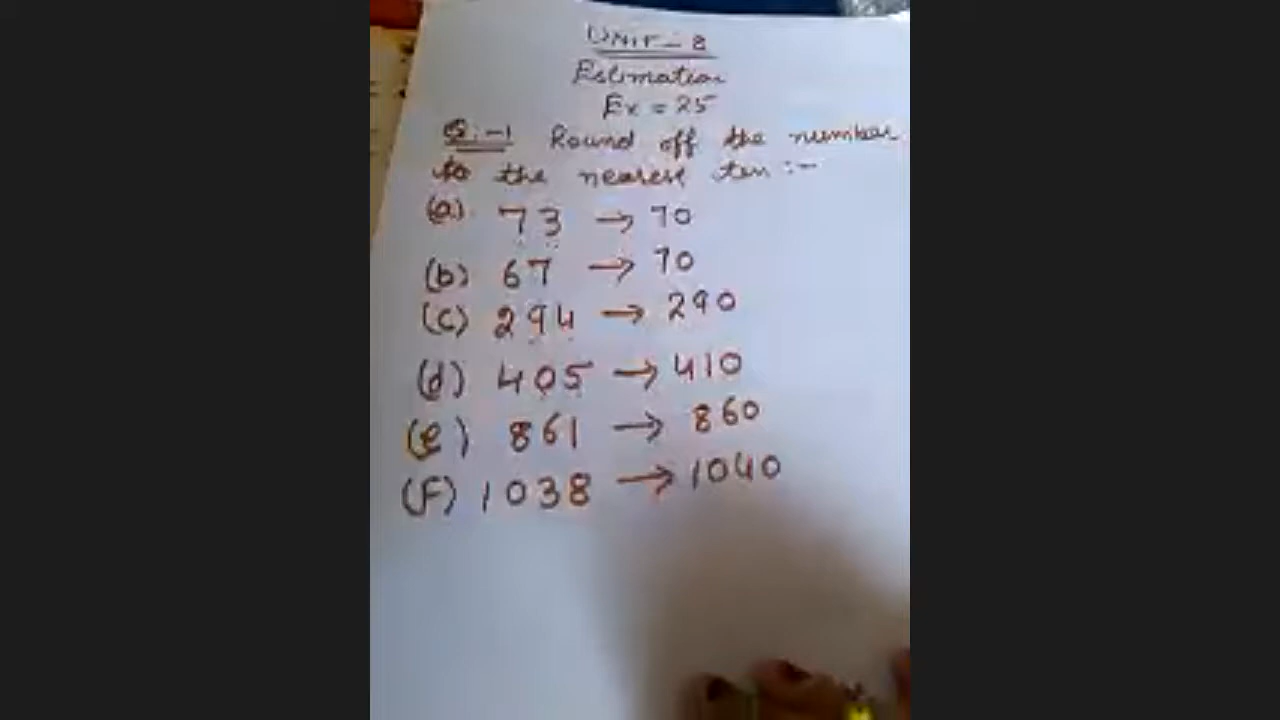 UNIT - 8
Estimation
Ex = 25
Q:-1 Round off the number
to the nearest ten :-
(a). 73 → 70
(b) 67 → 70
(c) 294 → 290
(d) 405 → 410
(e) 861 → 860
(F) 1038 → 1040